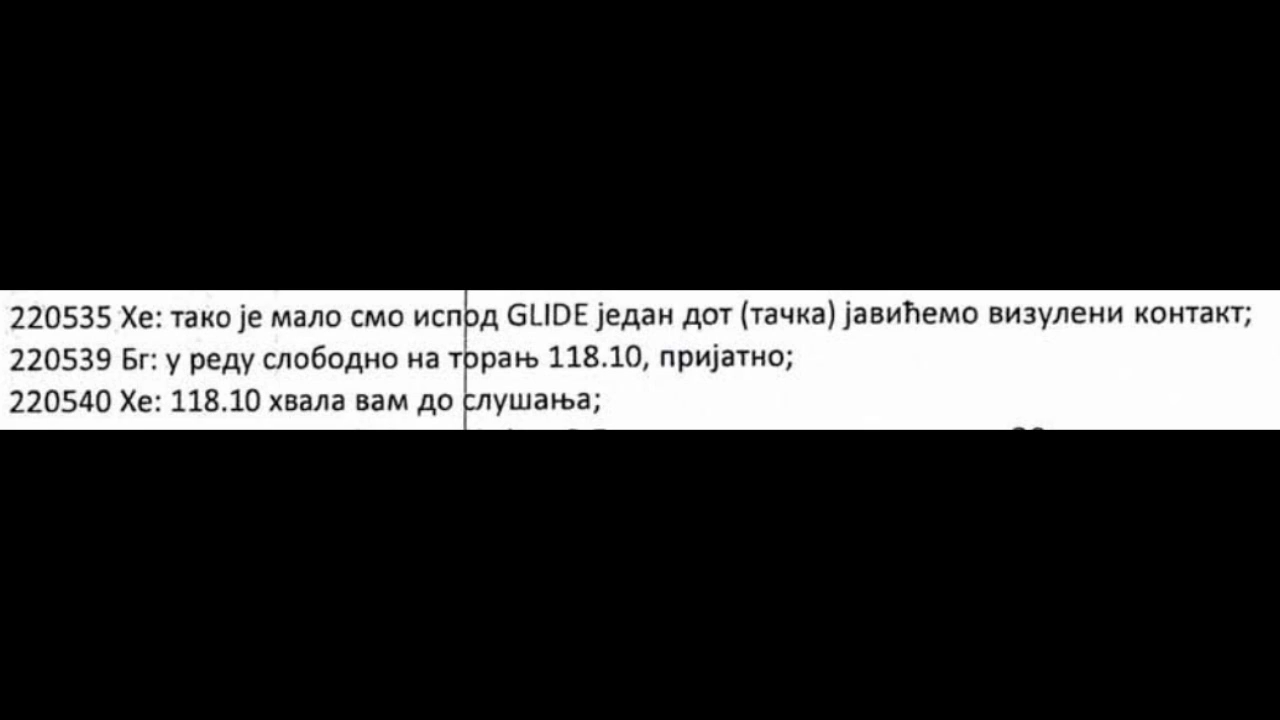 220535 Хе: тако је мало смо испод GLIDE један дот (тачка) јавићемо визулени контакт;
220539 Бг: у реду слободно на торањ 118.10, пријатно;
220540 Хе: 118.10 хвала вам до слушања;